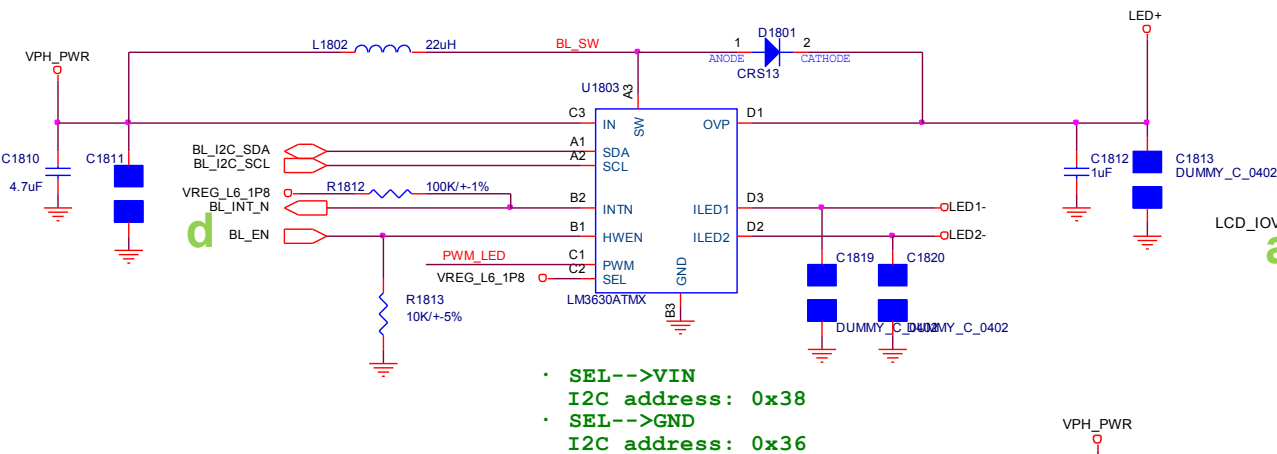 LED+
D1801
L1802
22uH
BL_SW
1
2
ANODE
CATHODE
CRS13
VPH_PWR
U1803
A3
C3
IN
SW
OVP
D1
C1810
4.7uF
C1811
BL_I2C_SDA
A1
SDA
BL_I2C_SCL
A2
SCL
C1812
1uF
C1813
DUMMY_C_0402
VREG_L6_1P8
R1812
100K/+-1%
BL_INT_N
B2
INTN
ILED1
D3
LED1-
d
BL_EN
B1
HWEN
ILED2
D2
LED2-
LCD_IOV
a
PWM_LED
C1
PWM
VREG_L6_1P8
C2
SEL
GND
B3
LM3630ATMX
C1819
C1820
R1813
10K/+-5%
DUMMY_C_0402
DUMMY_C_0402
· SEL-->VIN
I2C address: 0x38
· SEL-->GND
I2C address: 0x36
VPH_PWR